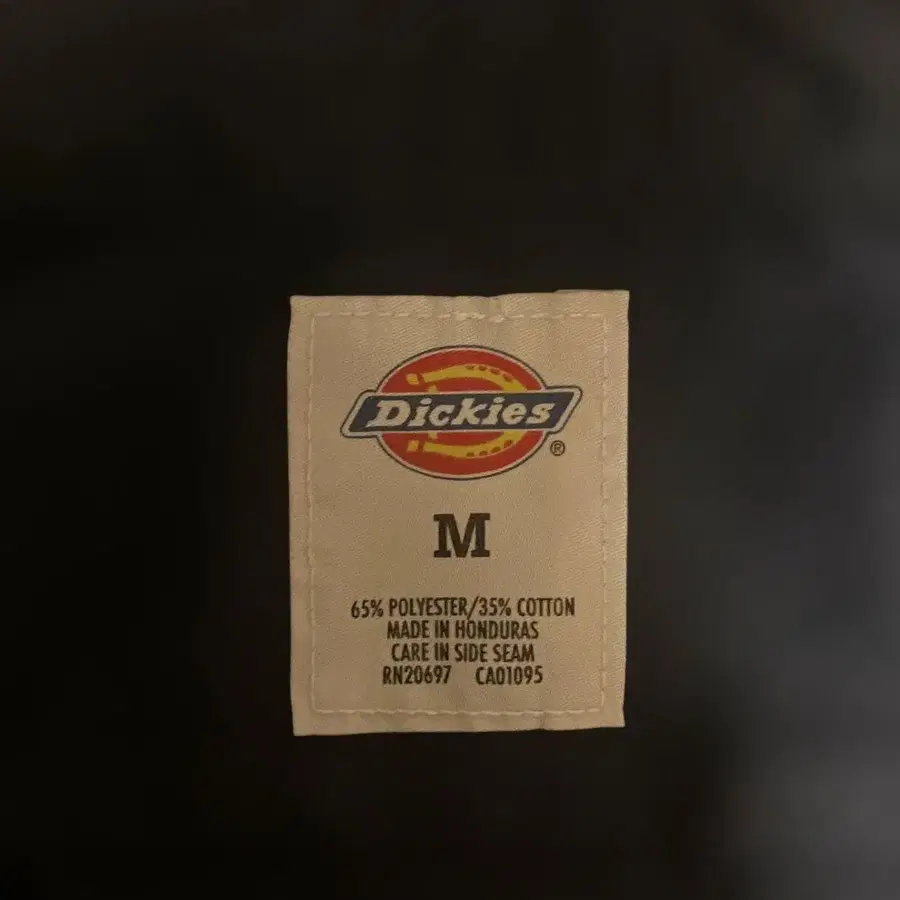 Dickies
®
M
65% POLYESTER/35% COTTON
MADE IN HONDURAS
CARE IN SIDE SEAM
RN20697 CA01095